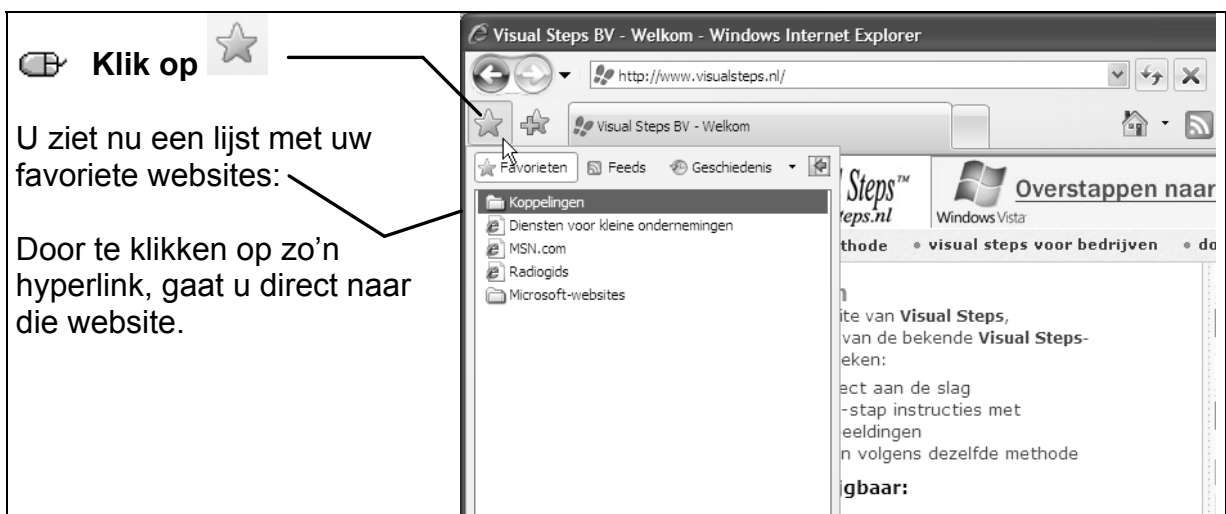 Klik op
U ziet nu een lijst met uw
favoriete websites:
Door te klikken op zo’n
hyperlink, gaat u direct naar
die website.
Visual Steps BV - Welkom - Windows Internet Explorer
http://www.visualsteps.nl/
Visual Steps BV - Welkom
Favorieten Feeds Geschiedenis
Koppelingen
Diensten voor kleine ondernemingen
MSN.com
Radiogids
Microsoft-websites
Steps™
teps.nl
Windows Vista
Overstappen naar
thode • visual steps voor bedrijven • do
n
ite van Visual Steps,
van de bekende Visual Steps-
eken:
ect aan de slag
-stap instructies met
eeldingen
n volgens dezelfde methode
jgbaar: